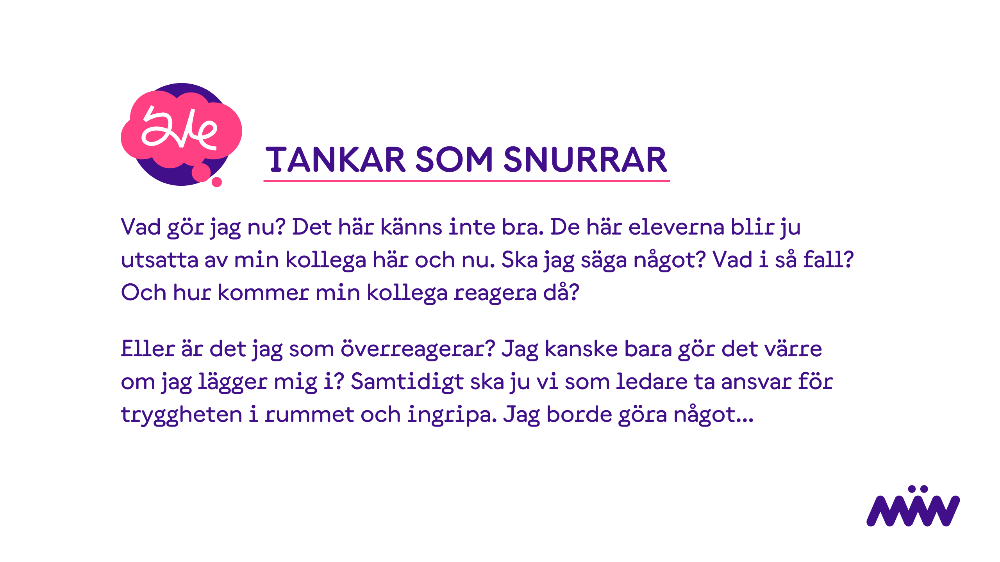 TANKAR SOM SNURRAR
Vad gör jag nu? Det här känns inte bra. De här eleverna blir ju
utsatta av min kollega här och nu. Ska jag säga något? Vad i så fall?
Och hur kommer min kollega reagera då?
Eller är det jag som överreagerar? Jag kanske bara gör det värre
om jag lägger mig i? Samtidigt ska ju vi som ledare ta ansvar för
tryggheten i rummet och ingripa. Jag borde göra något...
MÄN